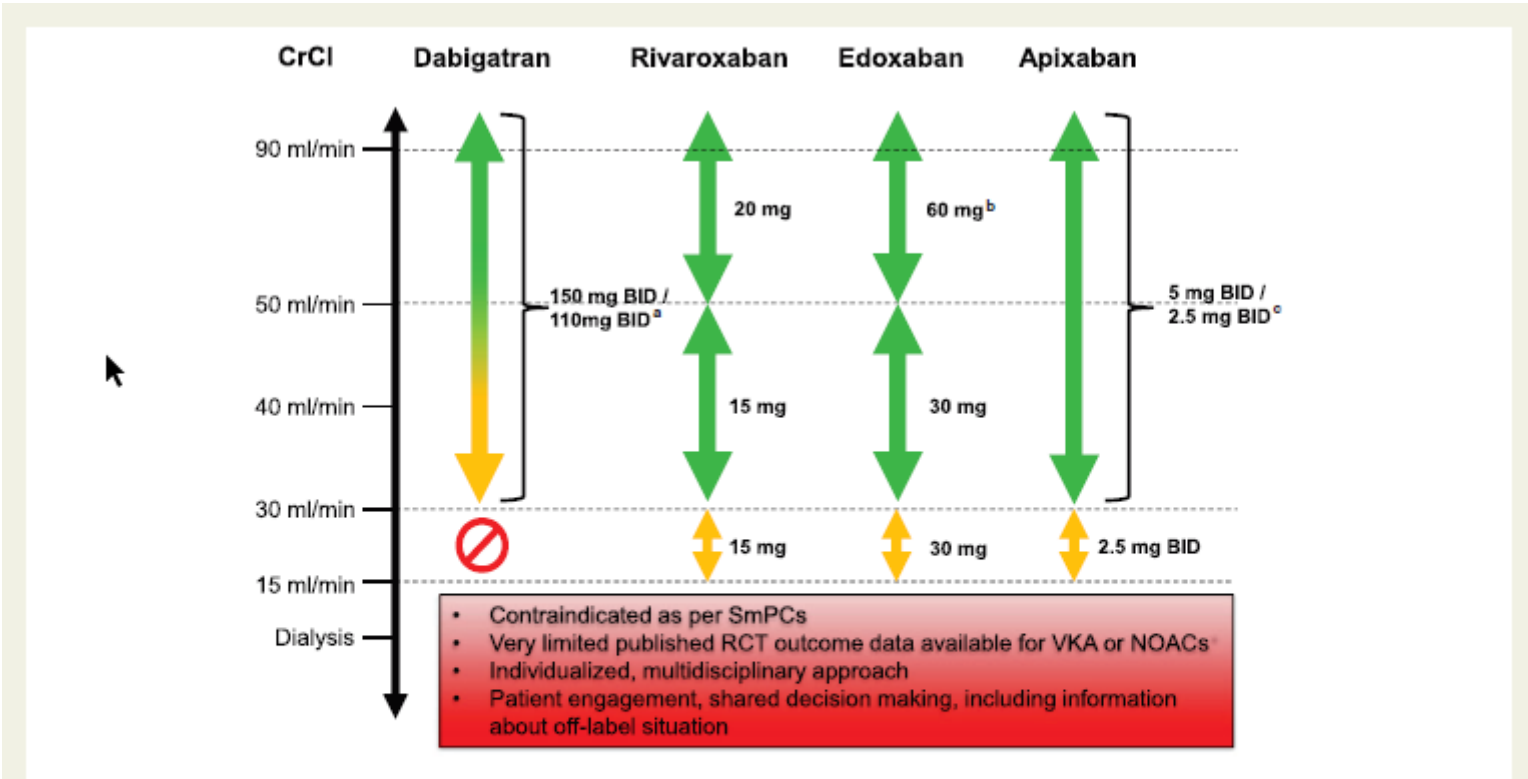 CrCl Dabigatran Rivaroxaban Edoxaban Apixaban
90 ml/min
20 mg 60 mgᵇ
50 ml/min 150 mg BID / 5 mg BID /
110mg BIDᵃ 2.5 mg BIDᶜ
40 ml/min 15 mg 30 mg
30 ml/min
15 mg 30 mg 2.5 mg BID
15 ml/min
• Contraindicated as per SmPCs
Dialysis • Very limited published RCT outcome data available for VKA or NOACs
• Individualized, multidisciplinary approach
• Patient engagement, shared decision making, including information
about off-label situation